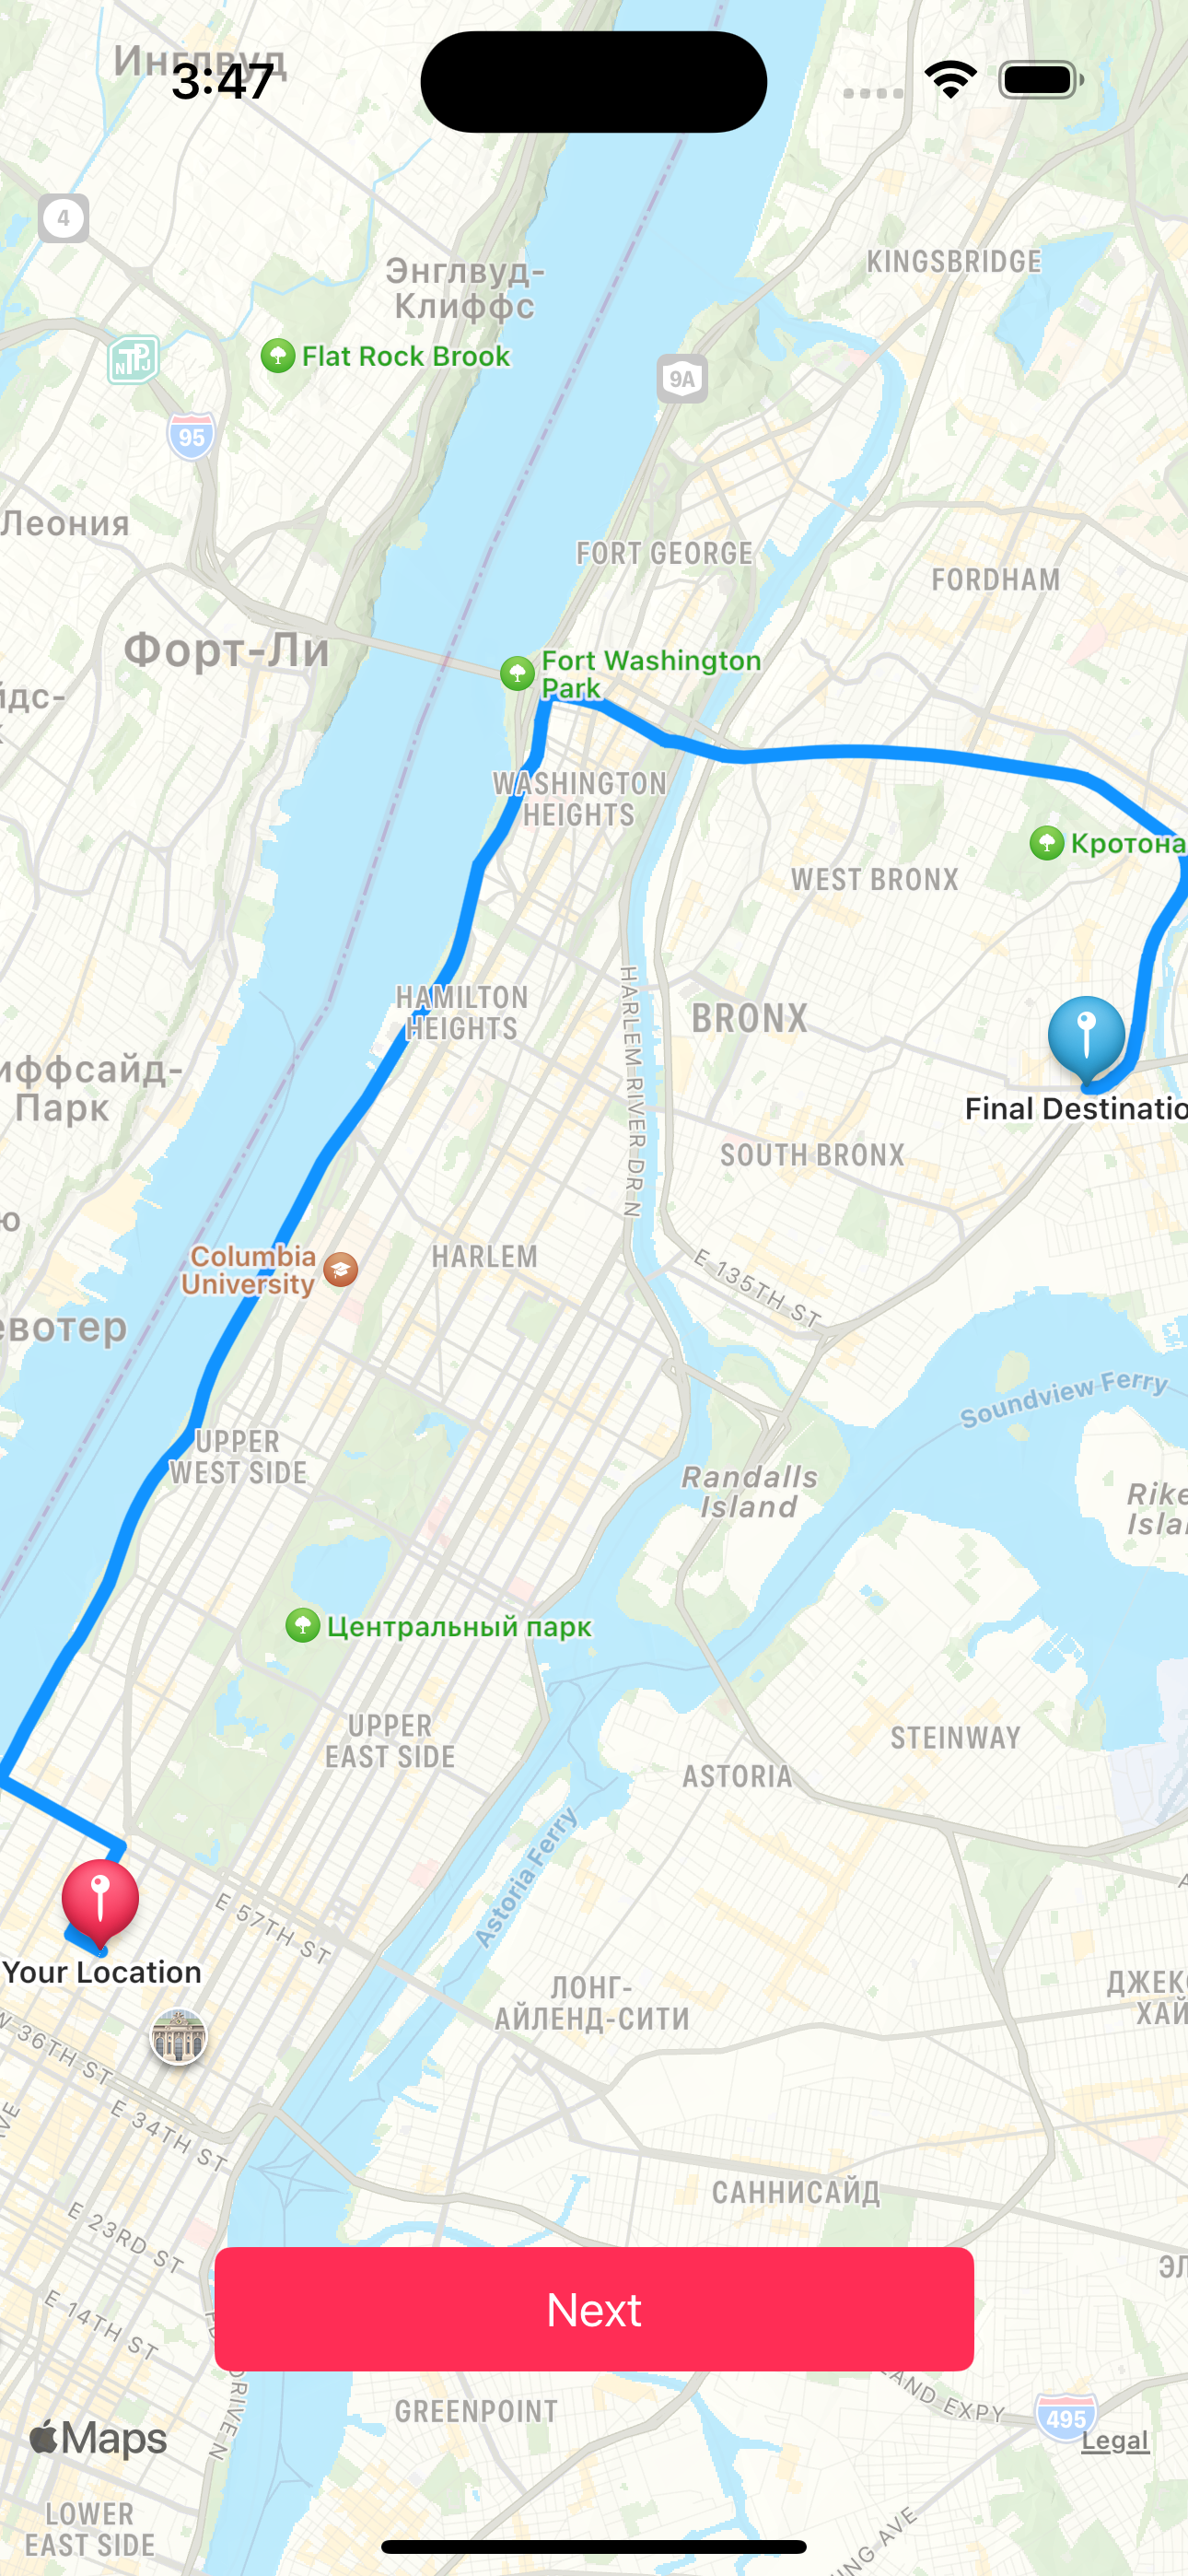 Инглвуд
3:47
4
Энглвуд-
Клиффс
KINGSBRIDGE
Flat Rock Brook
NTPJ
9A
95
Леония
FORT GEORGE
FORDHAM
Форт-Ли
Fort Washington
Park
йдс-
WASHINGTON
HEIGHTS
Кротона
WEST BRONX
HAMILTON
HEIGHTS
HARLEM RIVER DR N
BRONX
иффсайд-
Парк
Final Destinatio
SOUTH BRONX
ю
Columbia
University
HARLEM
E 135TH ST
евотер
Soundview Ferry
UPPER
WEST SIDE
Randalls
Island
Rike
Islan
Центральный парк
UPPER
EAST SIDE
STEINWAY
ASTORIA
Astoria Ferry
E 57TH ST
Your Location
ЛОНГ-
АЙЛЕНД-СИТИ
ДЖЕКС
ХАЙ
W 36TH ST
E 34TH ST
E 23RD ST
САННИСАЙД
ЭЛ
Next
E 14TH ST
DRIVE N
GREENPOINT
AND EXPY
495
Maps
Legal
LOWER
EAST SIDE
ING AVE